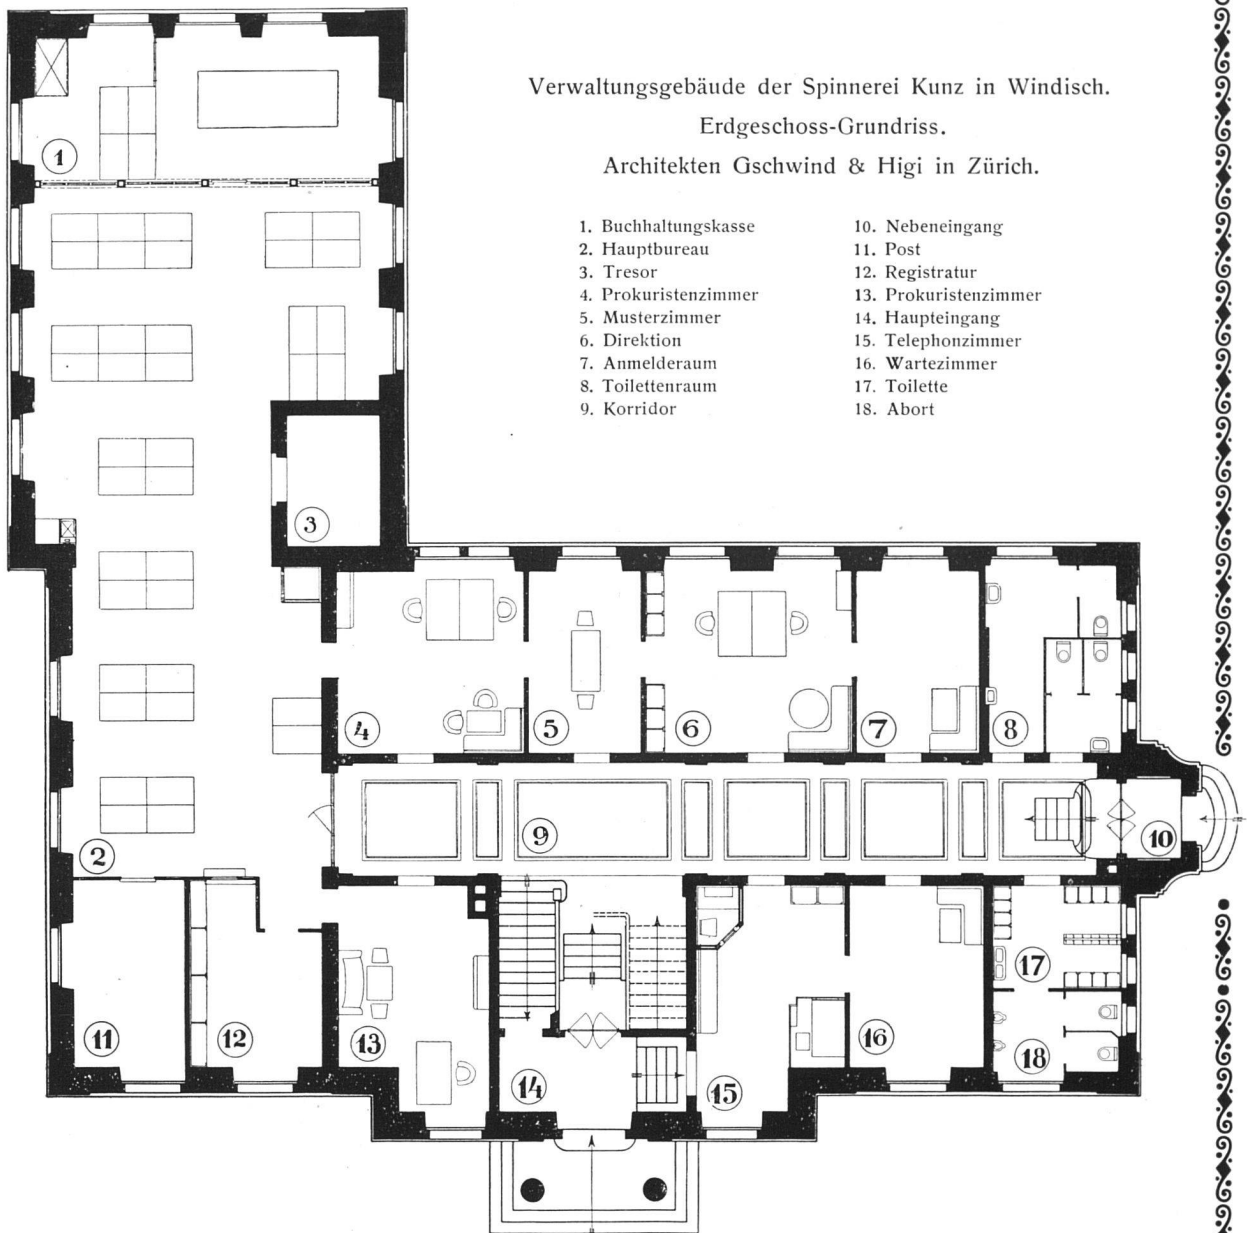 Verwaltungsgebäude der Spinnerei Kunz in Windisch.
Erdgeschoss-Grundriss.
Architekten Gschwind & Higi in Zürich.
1. Buchhaltungskasse
2. Hauptbureau
3. Tresor
4. Prokuristenzimmer
5. Musterzimmer
6. Direktion
7. Anmelderaum
8. Toilettenraum
9. Korridor
10. Nebeneingang
11. Post
12. Registratur
13. Prokuristenzimmer
14. Haupteingang
15. Telephonzimmer
16. Wartezimmer
17. Toilette
18. Abort
1
3
4
5
6
7
8
9
10
2
11
12
13
14
15
16
17
18